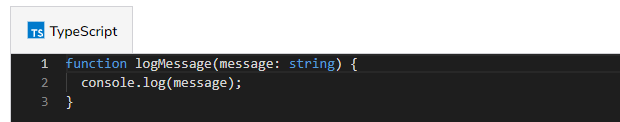 TS TypeScript
1 function logMessage(message: string) {
2 console.log(message);
3 }